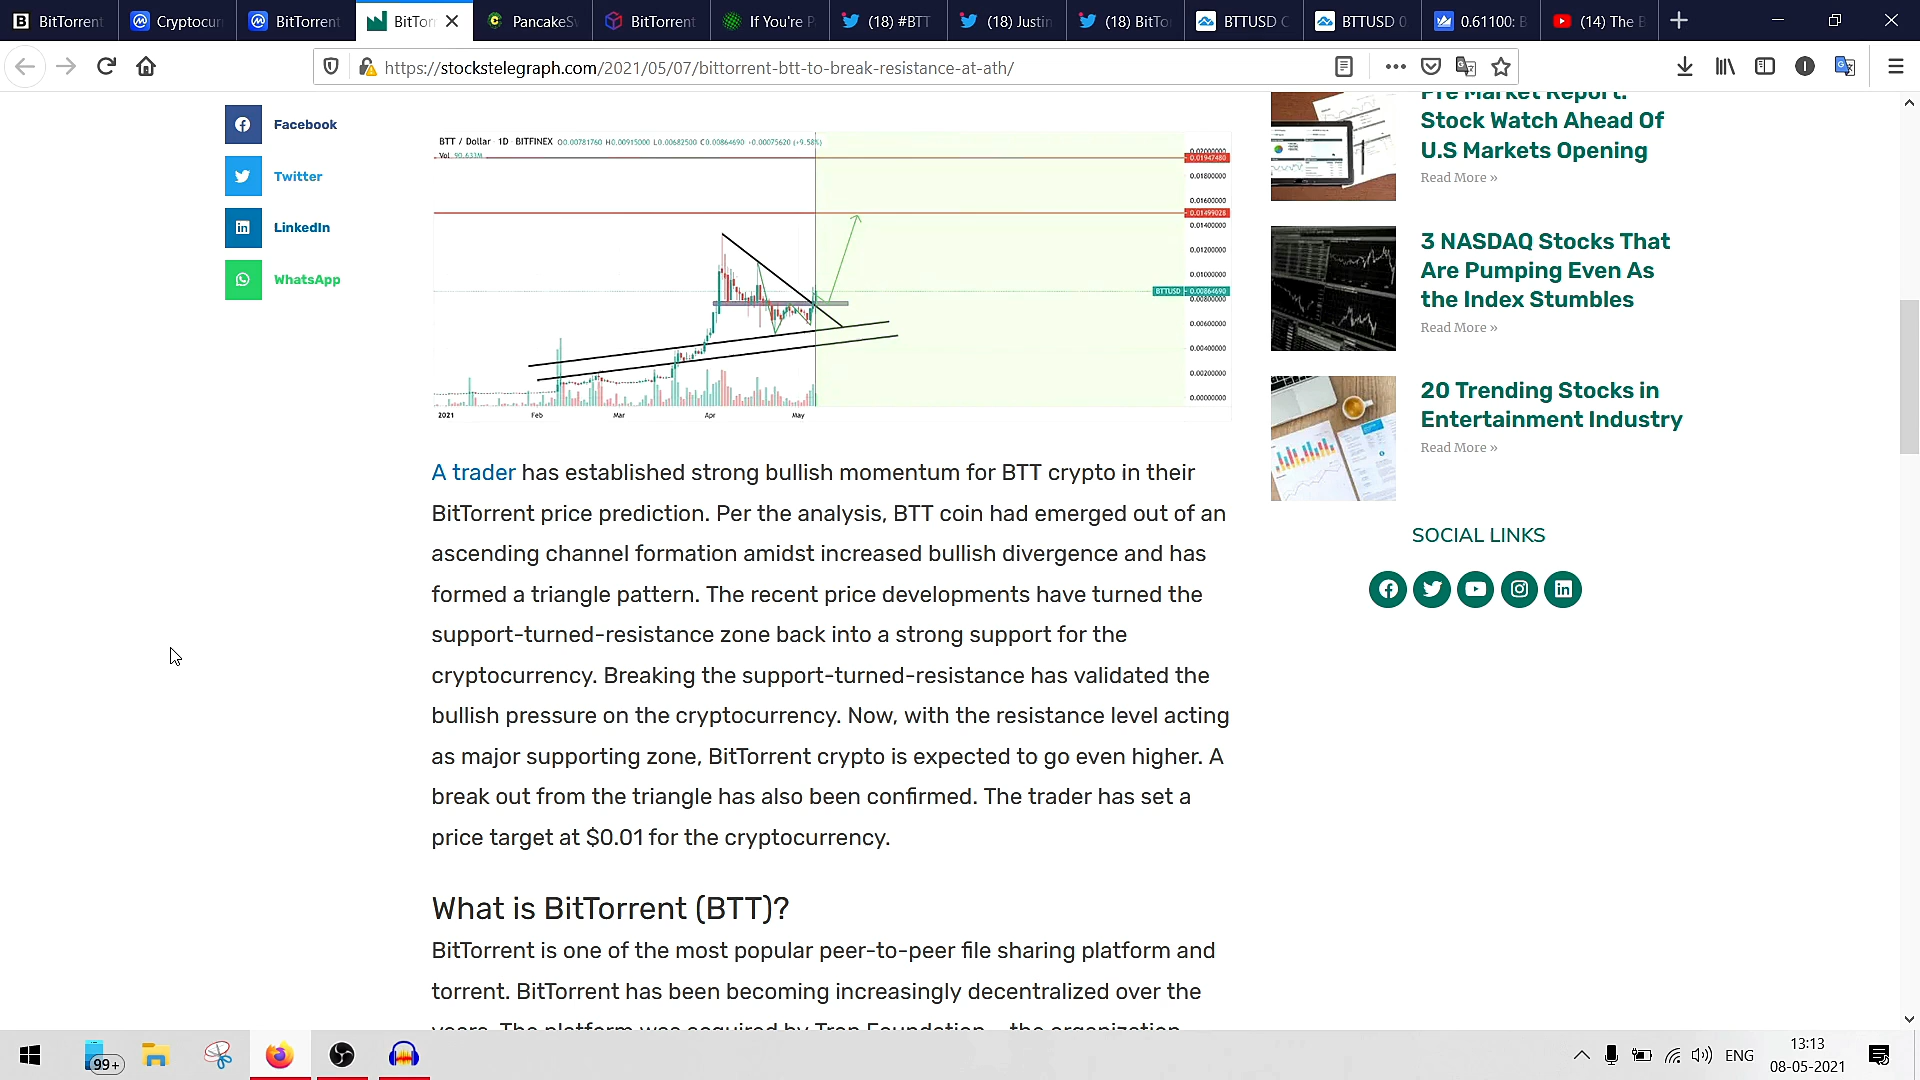 BitTorrent
Cryptocur
BitTorrent
BitTor
PancakeSv
BitTorrent
If You're P
(18) #BTT
(18) Justin
(18) BitTo
BTTUSD C
BTTUSD 0
0.61100: B
(14) The B
https://stockstelegraph.com/2021/05/07/bittorrent-btt-to-break-resistance-at-ath/
Facebook
Twitter
LinkedIn
WhatsApp
BTT / Dollar · 1D · BITFINEX O0.00781760 H0.00915000 L0.00682500 C0.00864690 +0.00075620 (+9.58%)
Vol 90.633M
0.02000000
0.01947480
0.01800000
0.01600000
0.01499028
0.01400000
0.01200000
0.01000000
BTTUSD 0.00864690
0.00800000
0.00600000
0.00400000
0.00200000
0.00000000
2021 Feb Mar Apr May
A trader has established strong bullish momentum for BTT crypto in their
BitTorrent price prediction. Per the analysis, BTT coin had emerged out of an
ascending channel formation amidst increased bullish divergence and has
formed a triangle pattern. The recent price developments have turned the
support-turned-resistance zone back into a strong support for the
cryptocurrency. Breaking the support-turned-resistance has validated the
bullish pressure on the cryptocurrency. Now, with the resistance level acting
as major supporting zone, BitTorrent crypto is expected to go even higher. A
break out from the triangle has also been confirmed. The trader has set a
price target at $0.01 for the cryptocurrency.
What is BitTorrent (BTT)?
BitTorrent is one of the most popular peer-to-peer file sharing platform and
torrent. BitTorrent has been becoming increasingly decentralized over the
years. The platform was acquired by Tron Foundation – the organization
Pre Market Report:
Stock Watch Ahead Of
U.S Markets Opening
Read More »
3 NASDAQ Stocks That
Are Pumping Even As
the Index Stumbles
Read More »
20 Trending Stocks in
Entertainment Industry
Read More »
SOCIAL LINKS
99+
ENG
13:13
08-05-2021